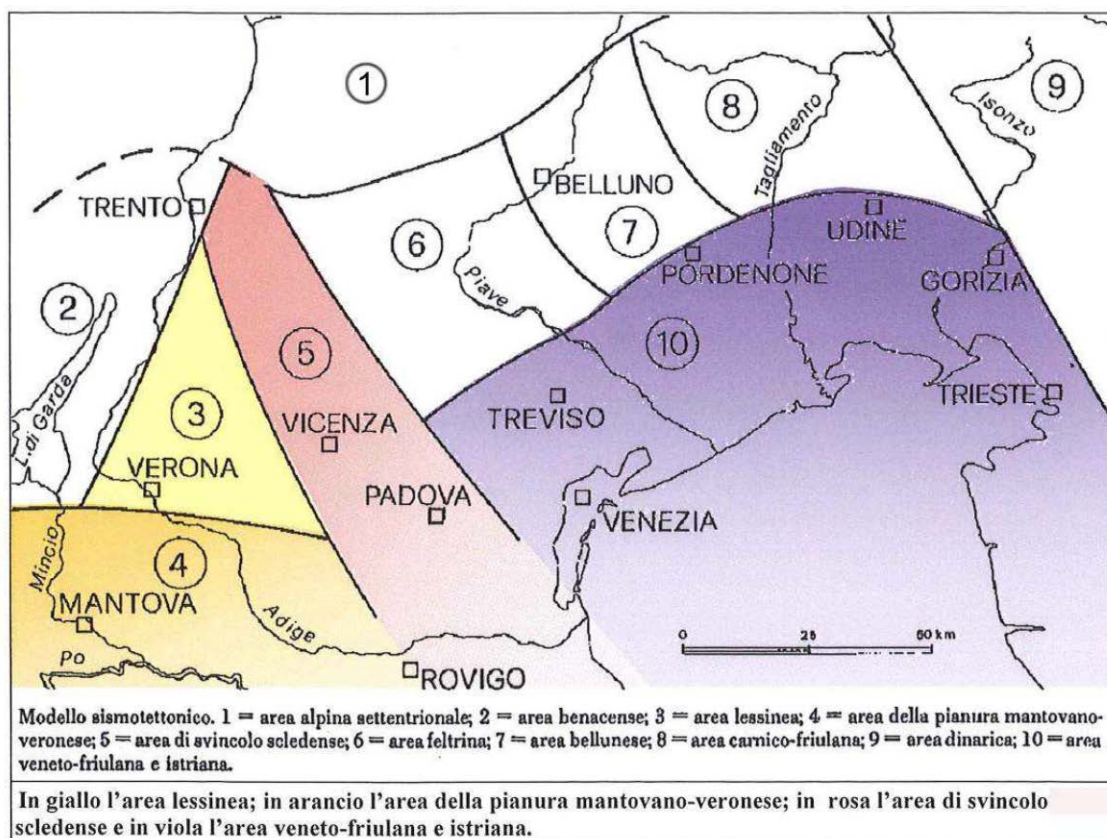 1
9
Isonzo
8
Tagliamento
BELLUNO
TRENTO
7
6
UDINE
PORDENONE
GORIZIA
Piave
2
5
10
L. di Garda
3
TREVISO
TRIESTE
VICENZA
VERONA
PADOVA
VENEZIA
4
Mincio
MANTOVA
Adige
Po
ROVIGO
0 25 50 km
Modello sismotettonico. 1 = area alpina settentrionale; 2 = area benacense; 3 = area lessinea; 4 = area della pianura mantovano-
veronese; 5 = area di svincolo scledense; 6 = area feltrina; 7 = area bellunese; 8 = area carnico-friulana; 9 = area dinarica; 10 = area
veneto-friulana e istriana.
In giallo l'area lessinea; in arancio l'area della pianura mantovano-veronese; in rosa l'area di svincolo
scledense e in viola l'area veneto-friulana e istriana.